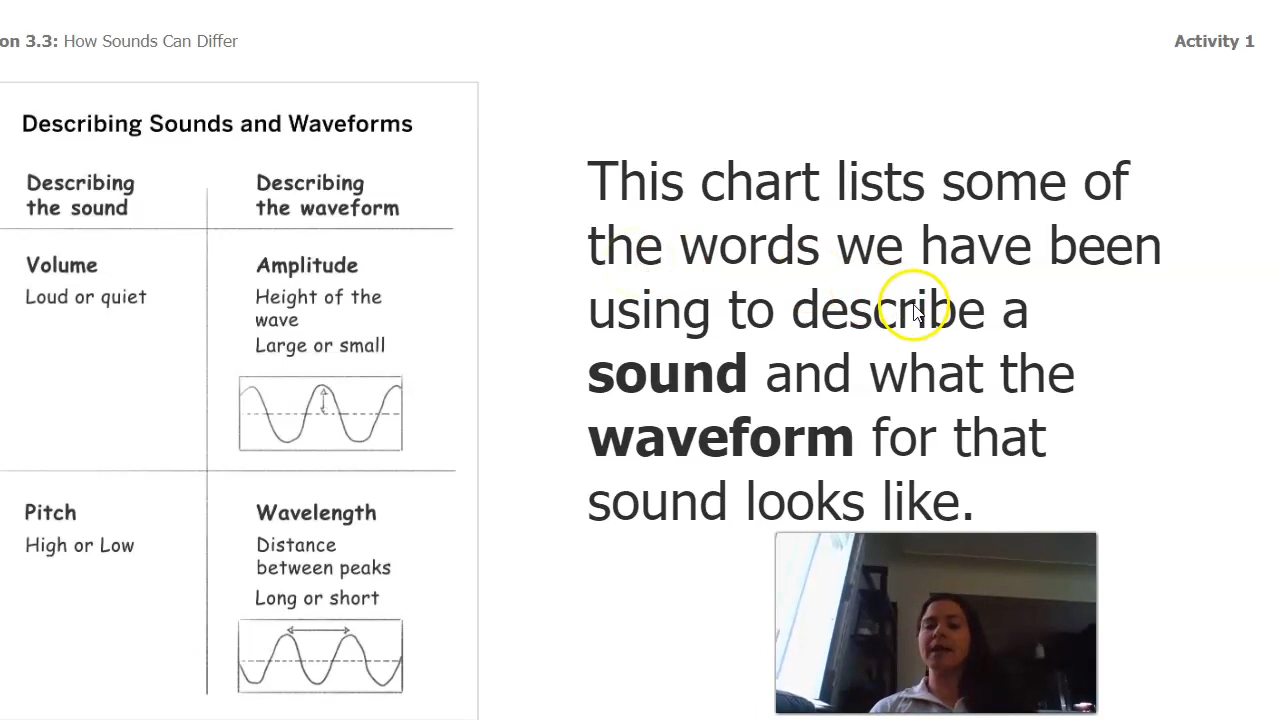 on 3.3: How Sounds Can Differ
Activity 1
Describing Sounds and Waveforms
Describing
the sound
Describing
the waveform
Volume
Loud or quiet
Amplitude
Height of the
wave
Large or small
Pitch
High or Low
Wavelength
Distance
between peaks
Long or short
This chart lists some of
the words we have been
using to describe a
sound and what the
waveform for that
sound looks like.